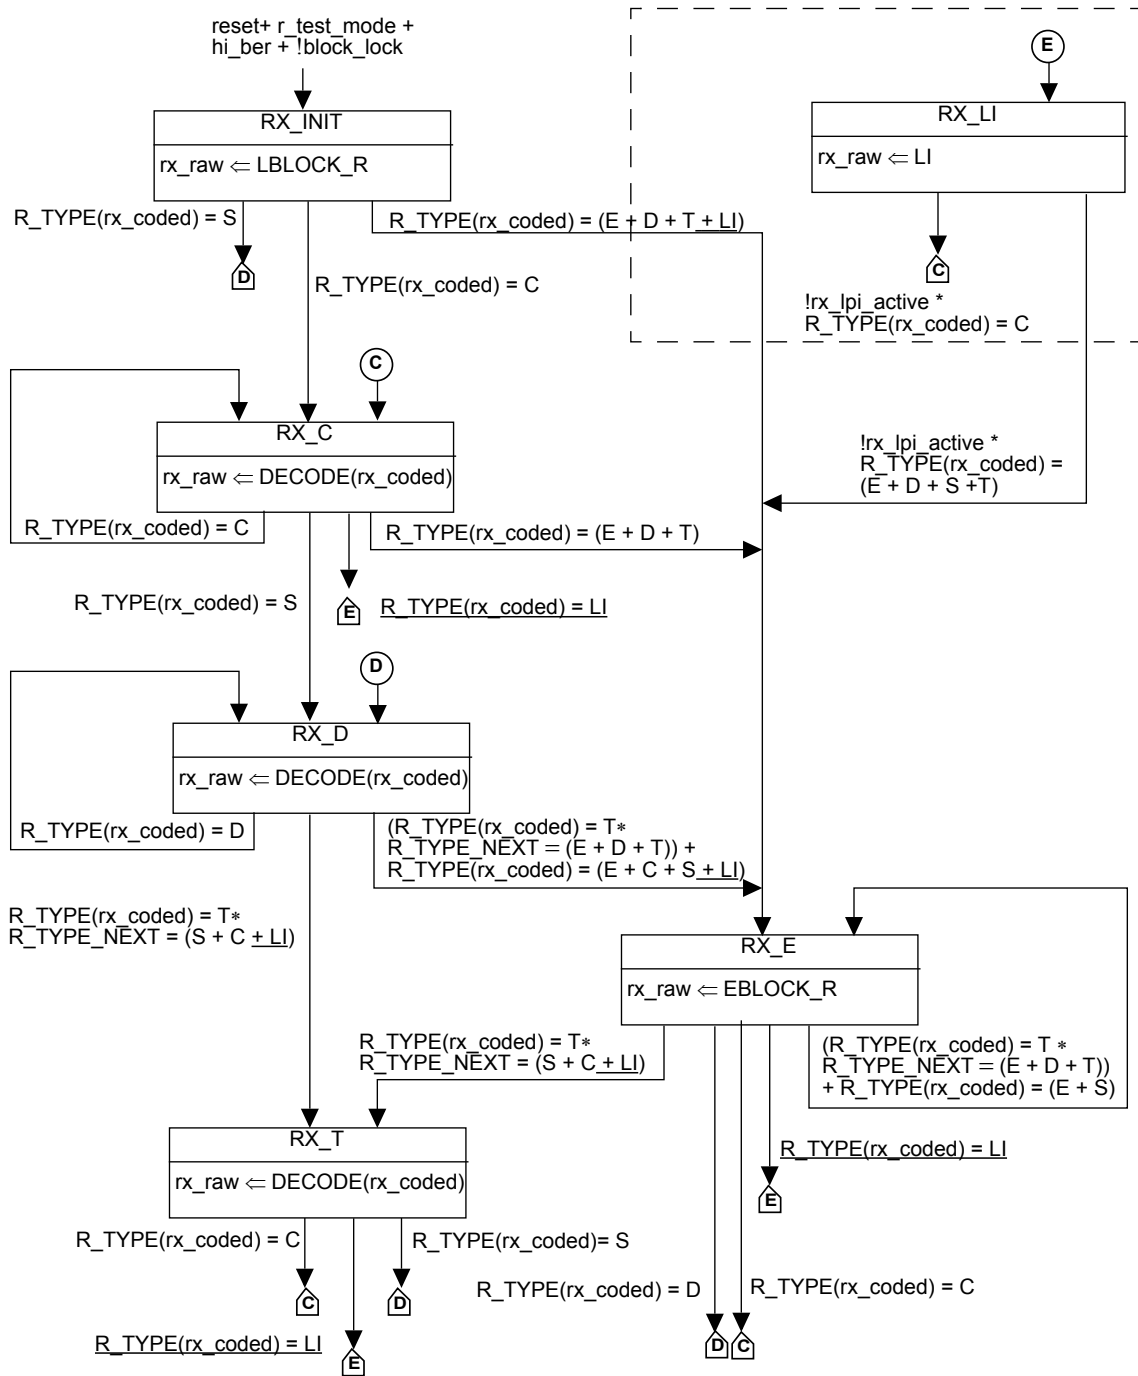 reset+ r_test_mode +
hi_ber + !block_lock
RX_INIT
rx_raw ⇐ LBLOCK_R
R_TYPE(rx_coded) = S
D
R_TYPE(rx_coded) = C
R_TYPE(rx_coded) = (E + D + T + LI)
E
RX_LI
rx_raw ⇐ LI
C
!rx_lpi_active *
R_TYPE(rx_coded) = C
!rx_lpi_active *
R_TYPE(rx_coded) =
(E + D + S +T)
C
RX_C
rx_raw ⇐ DECODE(rx_coded)
R_TYPE(rx_coded) = C
R_TYPE(rx_coded) = (E + D + T)
R_TYPE(rx_coded) = S
E
R_TYPE(rx_coded) = LI
D
RX_D
rx_raw ⇐ DECODE(rx_coded)
R_TYPE(rx_coded) = D
(R_TYPE(rx_coded) = T*
R_TYPE_NEXT = (E + D + T)) +
R_TYPE(rx_coded) = (E + C + S + LI)
R_TYPE(rx_coded) = T*
R_TYPE_NEXT = (S + C + LI)
RX_E
rx_raw ⇐ EBLOCK_R
R_TYPE(rx_coded) = T*
R_TYPE_NEXT = (S + C + LI)
(R_TYPE(rx_coded) = T *
R_TYPE_NEXT = (E + D + T))
+ R_TYPE(rx_coded) = (E + S)
R_TYPE(rx_coded) = LI
E
RX_T
rx_raw ⇐ DECODE(rx_coded)
R_TYPE(rx_coded) = C
R_TYPE(rx_coded)= S
C
D
R_TYPE(rx_coded) = LI
E
R_TYPE(rx_coded) = D
R_TYPE(rx_coded) = C
D
C